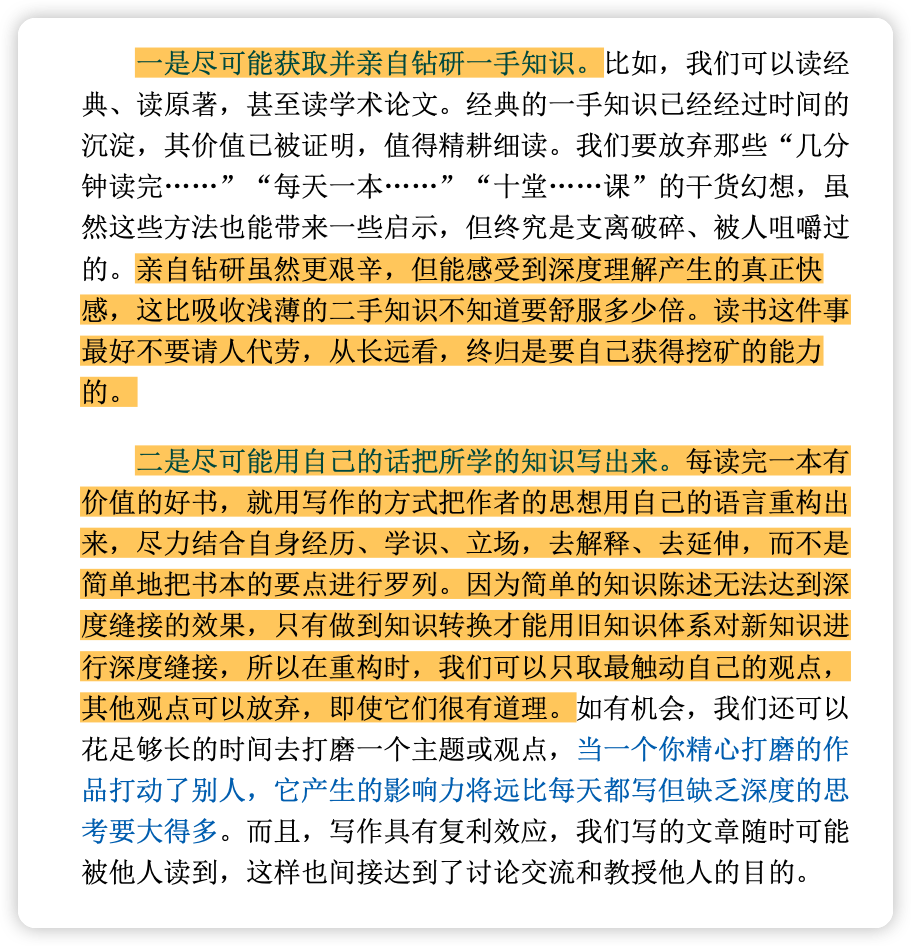 一是尽可能获取并亲自钻研一手知识。比如，我们可以读经
典、读原著，甚至读学术论文。经典的一手知识已经经过时间的
沉淀，其价值已被证明，值得精耕细读。我们要放弃那些“几分
钟读完……”“每天一本……”“十堂……课”的干货幻想，虽
然这些方法也能带来一些启示，但终究是支离破碎、被人咀嚼过
的。亲自钻研虽然更艰辛，但能感受到深度理解产生的真正快
感，这比吸收浅薄的二手知识不知道要舒服多少倍。读书这件事
最好不要请人代劳，从长远看，终归是要自己获得挖矿的能力
的。
二是尽可能用自己的话把所学的知识写出来。每读完一本有
价值的好书，就用写作的方式把作者的思想用自己的语言重构出
来，尽力结合自身经历、学识、立场，去解释、去延伸，而不是
简单地把书本的要点进行罗列。因为简单的知识陈述无法达到深
度缝接的效果，只有做到知识转换才能用旧知识体系对新知识进
行深度缝接，所以在重构时，我们可以只取最触动自己的观点，
其他观点可以放弃，即使它们很有道理。如有机会，我们还可以
花足够长的时间去打磨一个主题或观点，当一个你精心打磨的作
品打动了别人，它产生的影响力将远比每天都写但缺乏深度的思
考要大得多。而且，写作具有复利效应，我们写的文章随时可能
被他人读到，这样也间接达到了讨论交流和教授他人的目的。